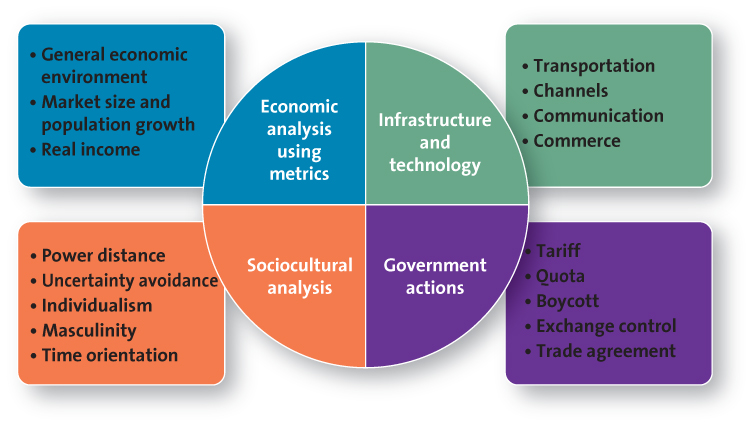 • General economic
environment
• Market size and
population growth
• Real income
Economic
analysis
using
metrics
Infrastructure
and
technology
• Transportation
• Channels
• Communication
• Commerce
• Power distance
• Uncertainty avoidance
• Individualism
• Masculinity
• Time orientation
Sociocultural
analysis
Government
actions
• Tariff
• Quota
• Boycott
• Exchange control
• Trade agreement